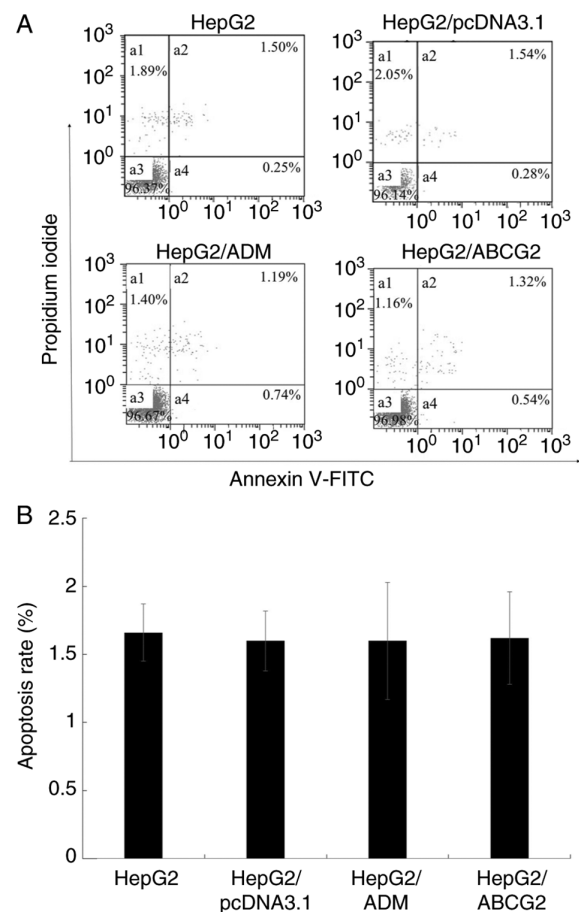 A
HepG2
10³
10²
10¹
10⁰
a1
1.89%
a2
1.50%
a3
96.37%
a4
0.25%
10⁰ 10¹ 10² 10³
HepG2/pcDNA3.1
10³
10²
10¹
10⁰
a1
2.05%
a2
1.54%
a3
96.14%
a4
0.28%
10⁰ 10¹ 10² 10³
HepG2/ADM
10³
10²
10¹
10⁰
a1
1.40%
a2
1.19%
a3
96.67%
a4
0.74%
10⁰ 10¹ 10² 10³
HepG2/ABCG2
10³
10²
10¹
10⁰
a1
1.16%
a2
1.32%
a3
96.98%
a4
0.54%
10⁰ 10¹ 10² 10³
Propidium iodide
Annexin V-FITC
B
Apoptosis rate (%)
2.5
2
1.5
1
0.5
0
HepG2
HepG2/
pcDNA3.1
HepG2/
ADM
HepG2/
ABCG2